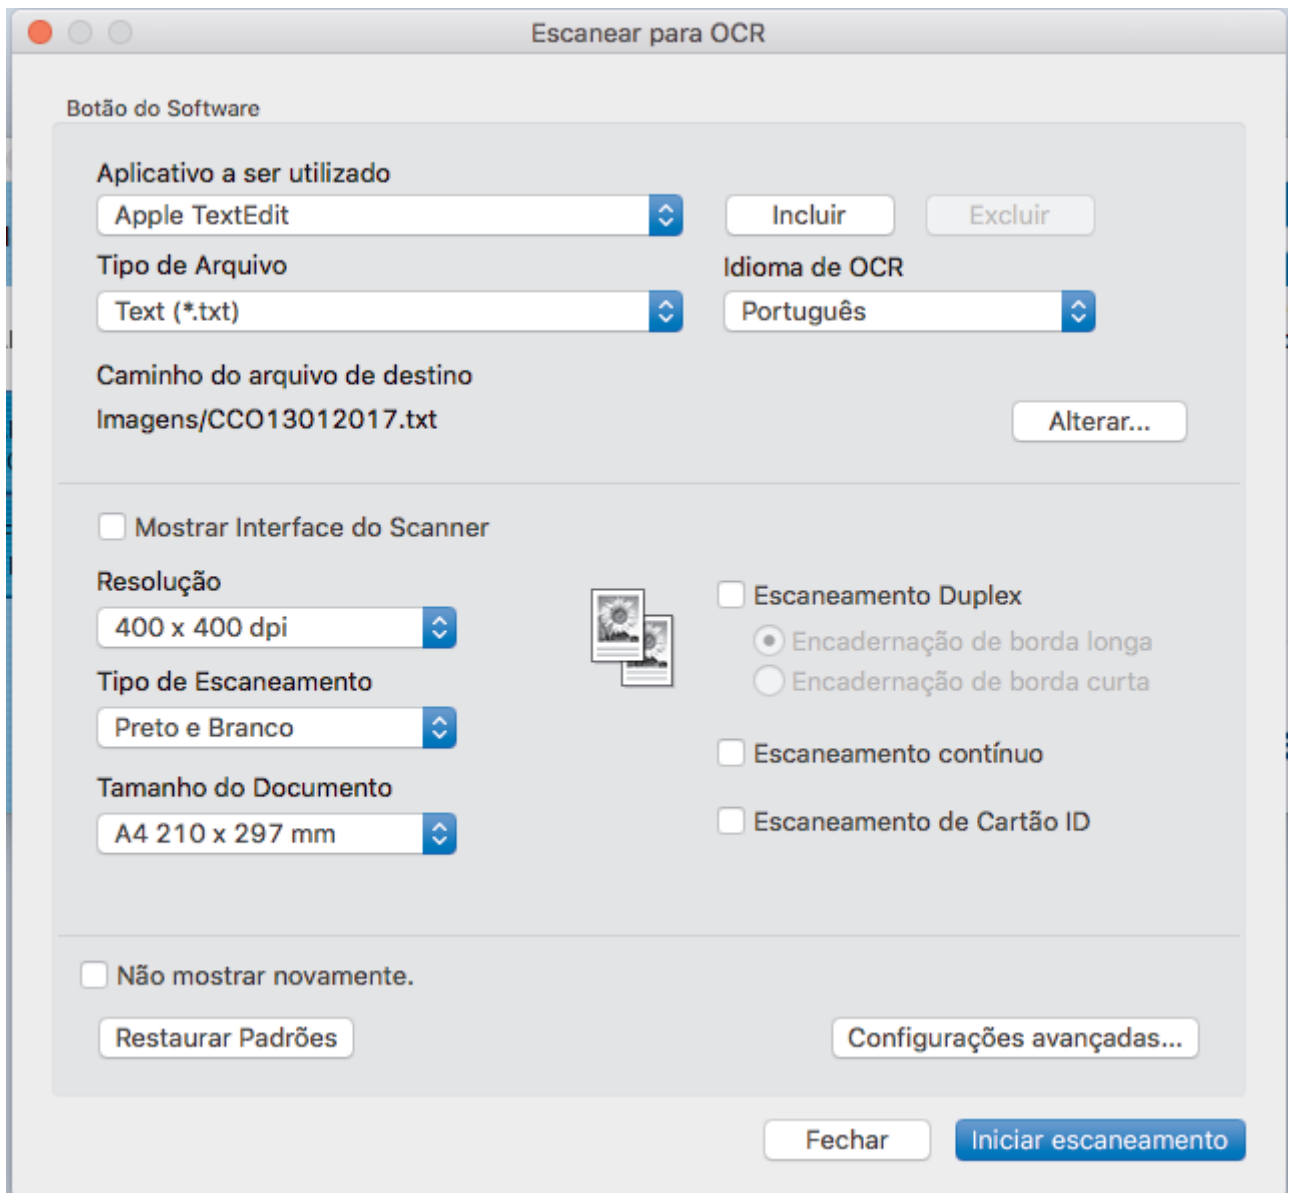 Escanear para OCR
Botão do Software
Aplicativo a ser utilizado
Apple TextEdit
Incluir
Excluir
Tipo de Arquivo
Idioma de OCR
Text (*.txt)
Português
Caminho do arquivo de destino
Imagens/CCO13012017.txt
Alterar...
Mostrar Interface do Scanner
Resolução
Escaneamento Duplex
400 x 400 dpi
Encadernação de borda longa
Tipo de Escaneamento
Encadernação de borda curta
Preto e Branco
Escaneamento contínuo
Tamanho do Documento
A4 210 x 297 mm
Escaneamento de Cartão ID
Não mostrar novamente.
Restaurar Padrões
Configurações avançadas...
Fechar
Iniciar escaneamento